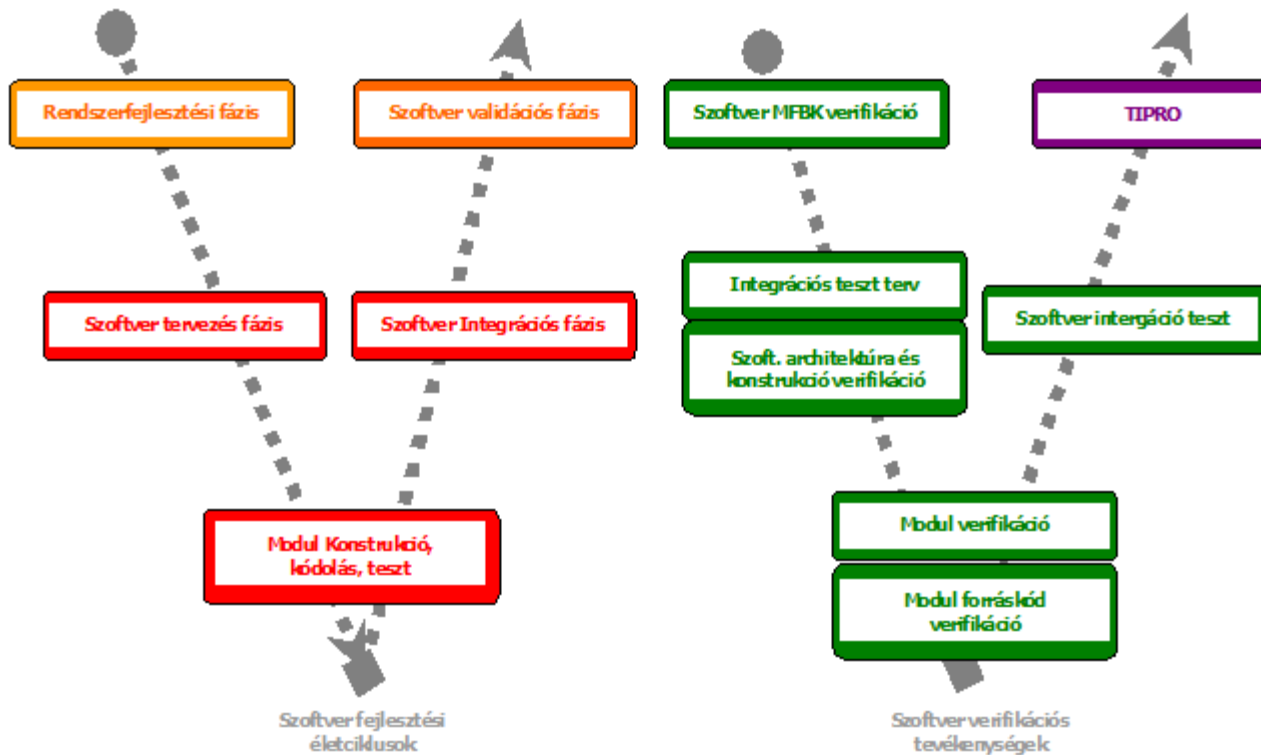 Rendszerfejlesztési fázis
Szoftver validációs fázis
Szoftver tervezés fázis
Szoftver Integrációs fázis
Modul Konstrukció,
kódolás, teszt
Szoftver fejlesztési
életciklusok
Szoftver MFBK verifikáció
TIPRO
Integrációs teszt terv
Szoft. architektúra és
konstrukció verifikáció
Szoftver intergáció teszt
Modul verifikáció
Modul forráskód
verifikáció
Szoftver verifikációs
tevékenységek